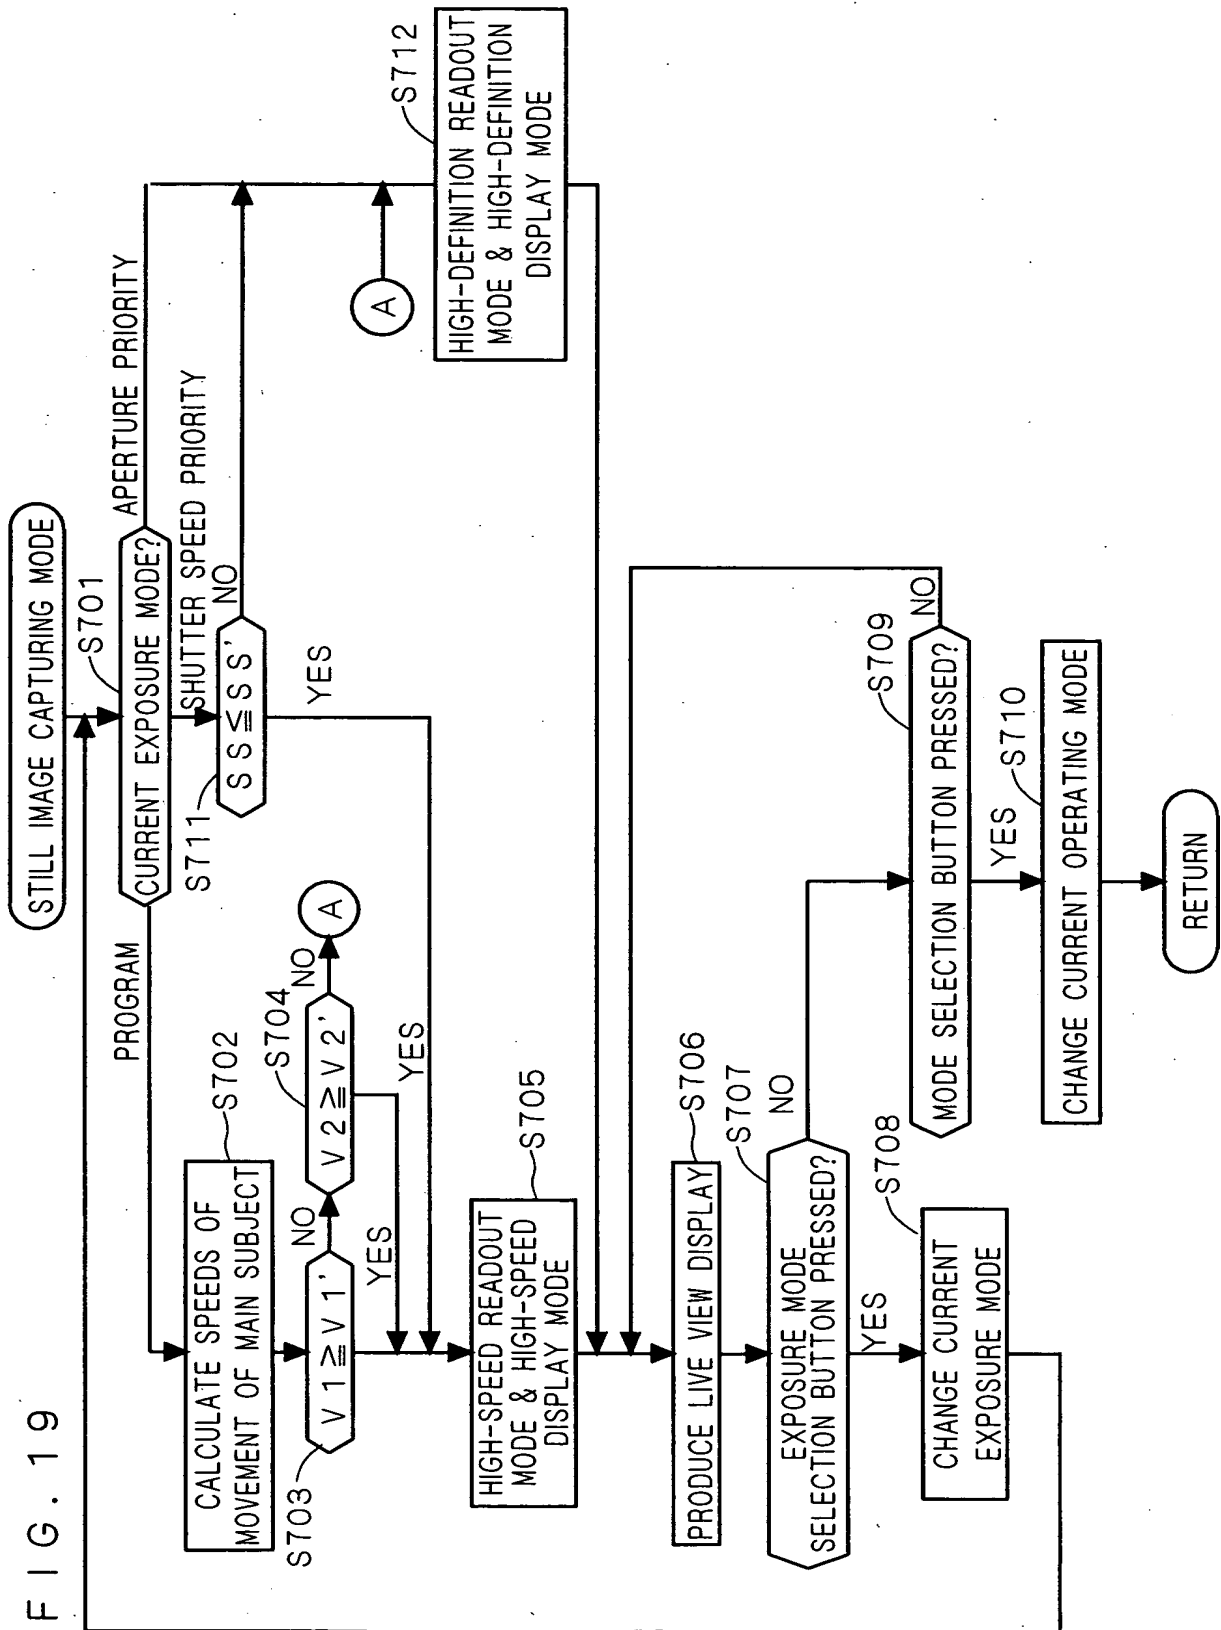 FIG.19
STILL IMAGE CAPTURING MODE
S701
CURRENT EXPOSURE MODE?
PROGRAM
APERTURE PRIORITY
SHUTTER SPEED PRIORITY
S702
CALCULATE SPEEDS OF
MOVEMENT OF MAIN SUBJECT
S711
SS≦SS'
NO
YES
S703
V1≧V1'
NO
YES
S704
V2≧V2'
NO
A
YES
A
S712
HIGH-DEFINITION READOUT
MODE & HIGH-DEFINITION
DISPLAY MODE
S705
HIGH-SPEED READOUT
MODE & HIGH-SPEED
DISPLAY MODE
S706
PRODUCE LIVE VIEW DISPLAY
S707
EXPOSURE MODE
SELECTION BUTTON PRESSED?
NO
YES
S708
CHANGE CURRENT
EXPOSURE MODE
S709
MODE SELECTION BUTTON PRESSED?
NO
YES
S710
CHANGE CURRENT OPERATING MODE
RETURN